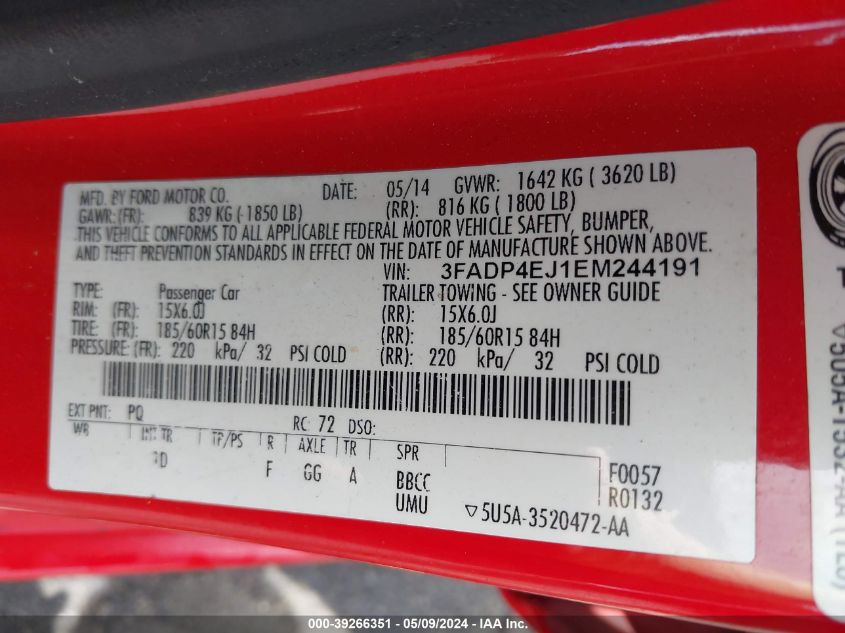 MFD. BY FORD MOTOR CO. DATE: 05/14 GVWR: 1642 KG ( 3620 LB)
GAWR: (FR): 839 KG ( 1850 LB) (RR): 816 KG ( 1800 LB)
THIS VEHICLE CONFORMS TO ALL APPLICABLE FEDERAL MOTOR VEHICLE SAFETY, BUMPER,
AND THEFT PREVENTION STANDARDS IN EFFECT ON THE DATE OF MANUFACTURE SHOWN ABOVE.
VIN: 3FADP4EJ1EM244191
TYPE: Passenger Car TRAILER TOWING - SEE OWNER GUIDE
RIM: (FR): 15X6.0J (RR): 15X6.0J
TIRE: (FR): 185/60R15 84H (RR): 185/60R15 84H
PRESSURE: (FR): 220 kPa/ 32 PSI COLD (RR): 220 kPa/ 32 PSI COLD
EXT PNT: PQ RC: 72 DSO:
WB INT TR TP/PS R AXLE TR SPR
F GG A BBCC F0057
UMU R0132
▽5U5A-3520472-AA
000-39266351 - 05/09/2024 - IAAI.com